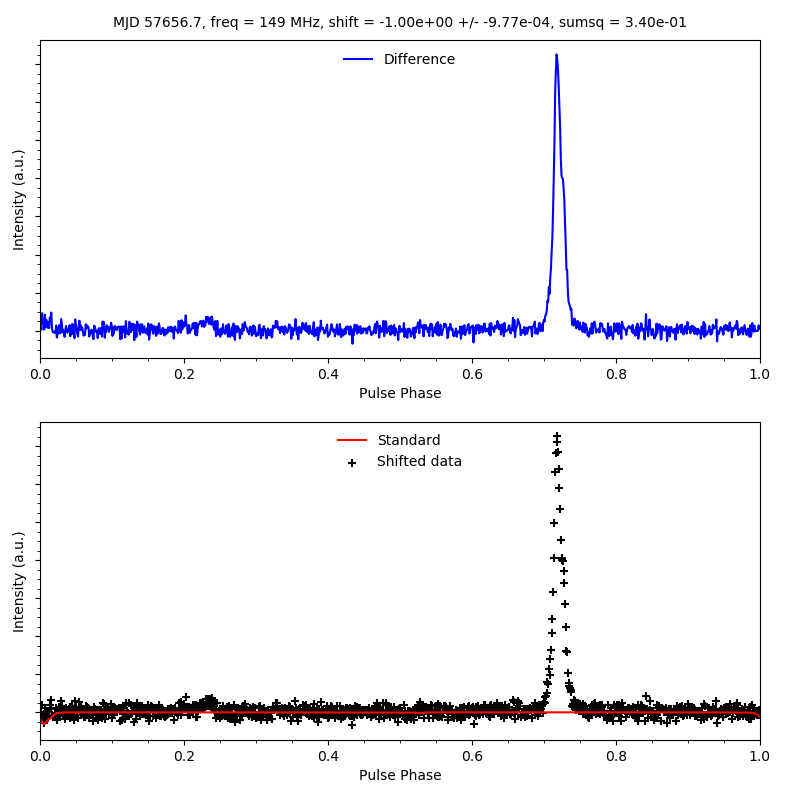 MJD 57656.7, freq = 149 MHz, shift = -1.00e+00 +/- -9.77e-04, sumsq = 3.40e-01
Difference
Intensity (a.u.)
0.0 0.2 0.4 0.6 0.8 1.0
Pulse Phase
Standard
Shifted data
Intensity (a.u.)
0.0 0.2 0.4 0.6 0.8 1.0
Pulse Phase